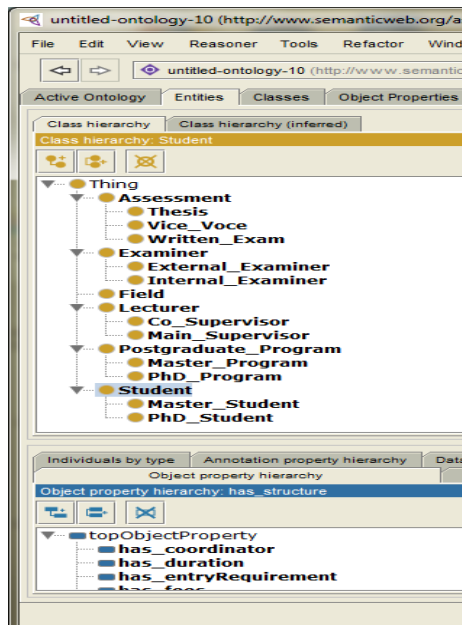 untitled-ontology-10 (http://www.semanticweb.org/a
File Edit View Reasoner Tools Refactor Wind
untitled-ontology-10 (http://www.semantic
Active Ontology Entities Classes Object Properties
Class hierarchy Class hierarchy (inferred)
Class hierarchy: Student
Thing
Assessment
Thesis
Vice_Voce
Written_Exam
Examiner
External_Examiner
Internal_Examiner
Field
Lecturer
Co_Supervisor
Main_Supervisor
Postgraduate_Program
Master_Program
PhD_Program
Student
Master_Student
PhD_Student
Individuals by type Annotation property hierarchy Data
Object property hierarchy
Object property hierarchy: has_structure
topObjectProperty
has_coordinator
has_duration
has_entryRequirement
has_fees